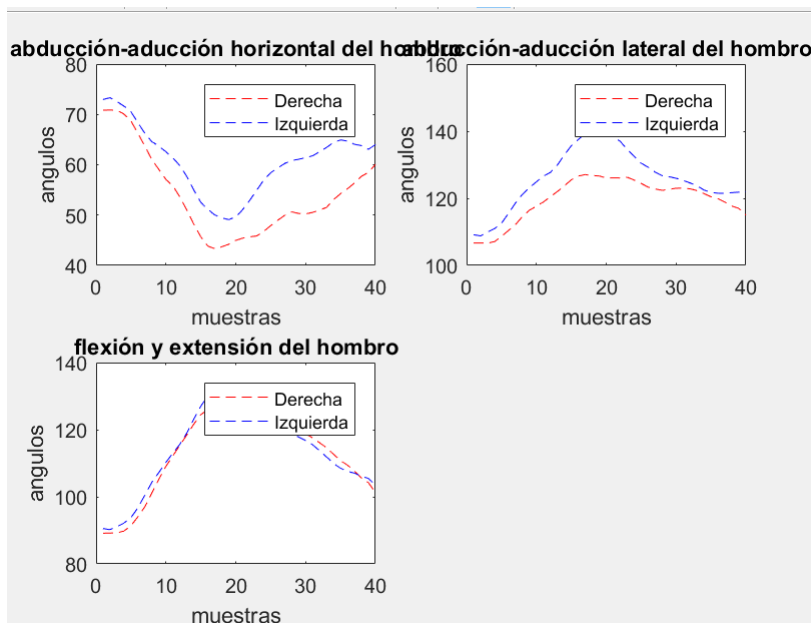 abducción-aducción horizontal del hombro
abducción-aducción lateral del hombro
80
70
60
50
40
angulos
Derecha
Izquierda
0
10
20
30
40
muestras
160
140
120
100
angulos
Derecha
Izquierda
0
10
20
30
40
muestras
flexión y extensión del hombro
140
120
100
80
angulos
Derecha
Izquierda
0
10
20
30
40
muestras